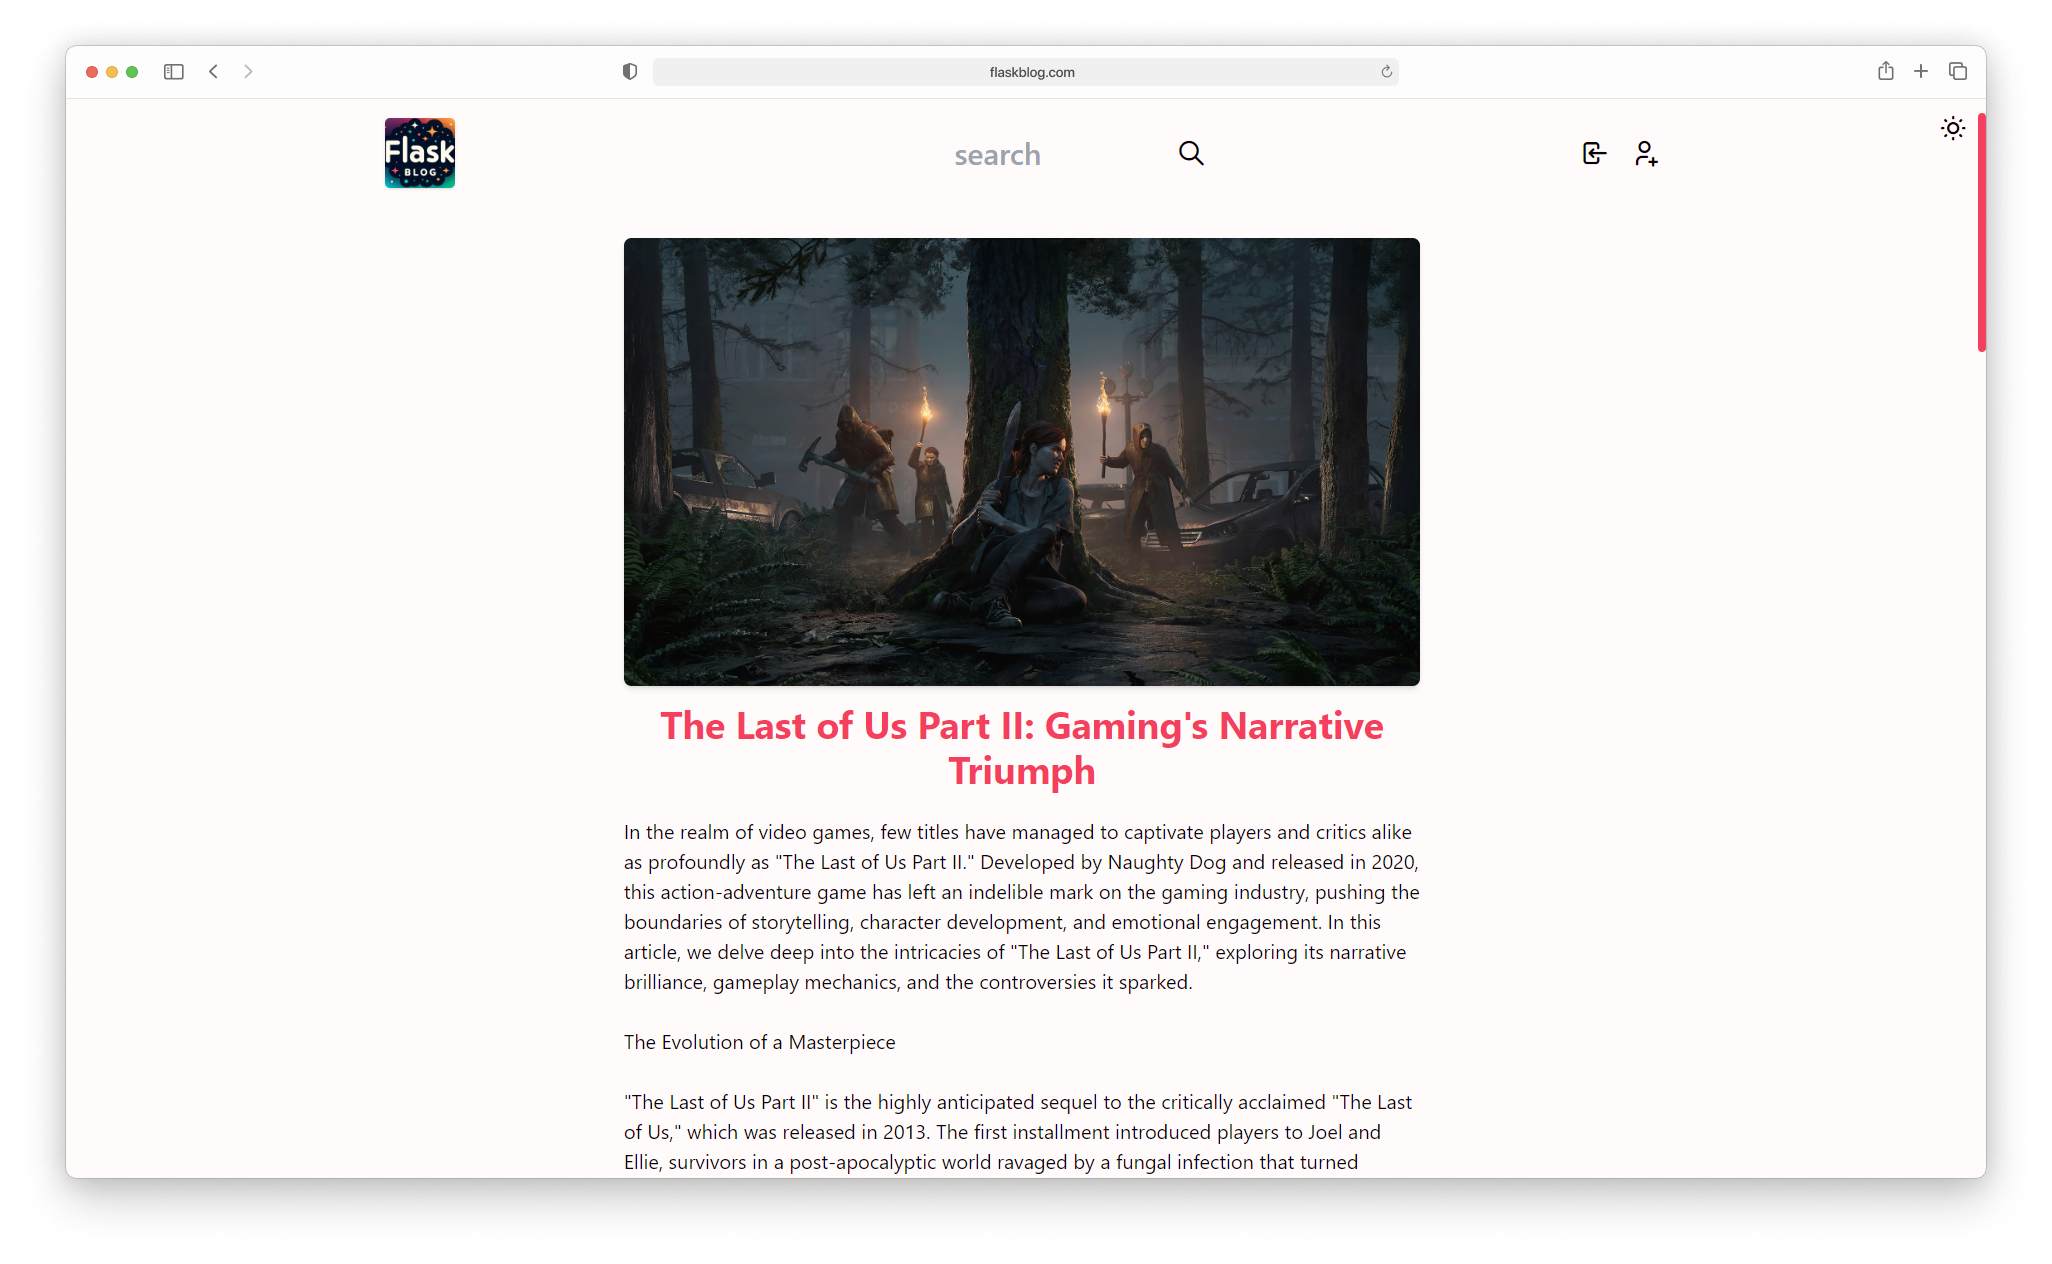 flaskblog.com
Flask
BLOG
search
The Last of Us Part II: Gaming's Narrative
Triumph
In the realm of video games, few titles have managed to captivate players and critics alike
as profoundly as "The Last of Us Part II." Developed by Naughty Dog and released in 2020,
this action-adventure game has left an indelible mark on the gaming industry, pushing the
boundaries of storytelling, character development, and emotional engagement. In this
article, we delve deep into the intricacies of "The Last of Us Part II," exploring its narrative
brilliance, gameplay mechanics, and the controversies it sparked.
The Evolution of a Masterpiece
"The Last of Us Part II" is the highly anticipated sequel to the critically acclaimed "The Last
of Us," which was released in 2013. The first installment introduced players to Joel and
Ellie, survivors in a post-apocalyptic world ravaged by a fungal infection that turned